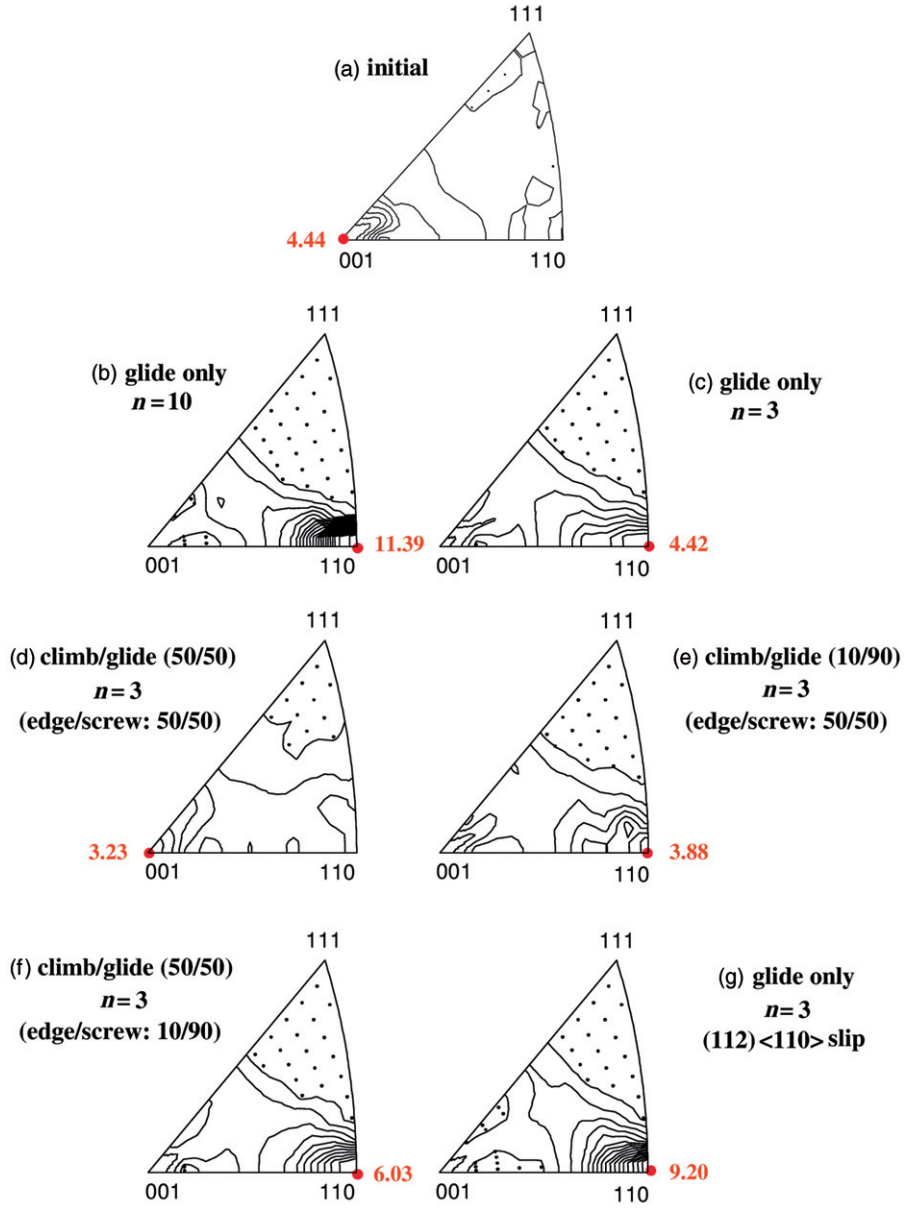 111
(a) initial
4.44
001 110
111 111
(b) glide only
n = 10
(c) glide only
n = 3
11.39
4.42
001 110 001 110
111 111
(d) climb/glide (50/50)
n = 3
(edge/screw: 50/50)
(e) climb/glide (10/90)
n = 3
(edge/screw: 50/50)
3.23
3.88
001 110 001 110
111 111
(f) climb/glide (50/50)
n = 3
(edge/screw: 10/90)
(g) glide only
n = 3
(112) <110> slip
6.03
9.20
001 110 001 110